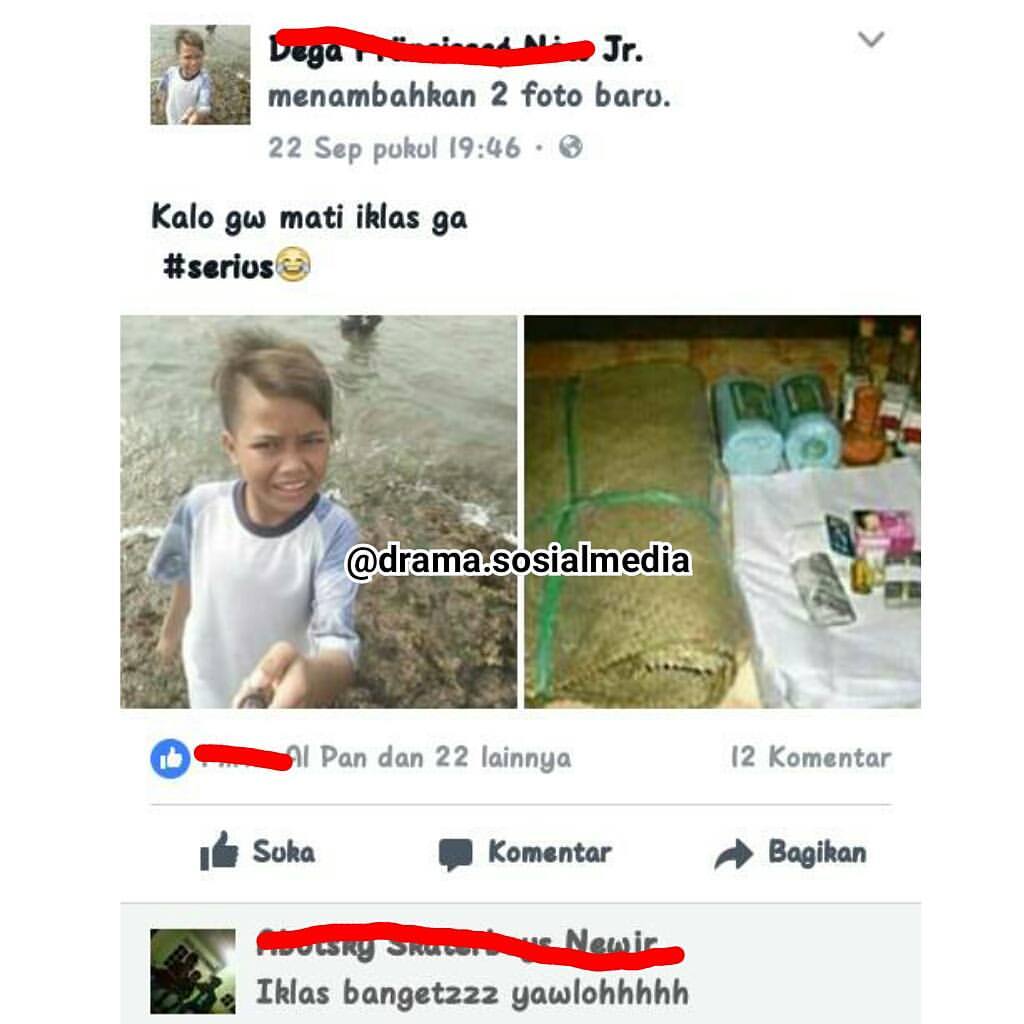 Dega Jr.
menambahkan 2 foto baru.
22 Sep pukul 19:46 ·
Kalo gw mati iklas ga
#serius😂
@drama.sosialmedia
Al Pan dan 22 lainnya
12 Komentar
Suka
Komentar
Bagikan
Newjr
Iklas bangetzzz yawlohhhhh